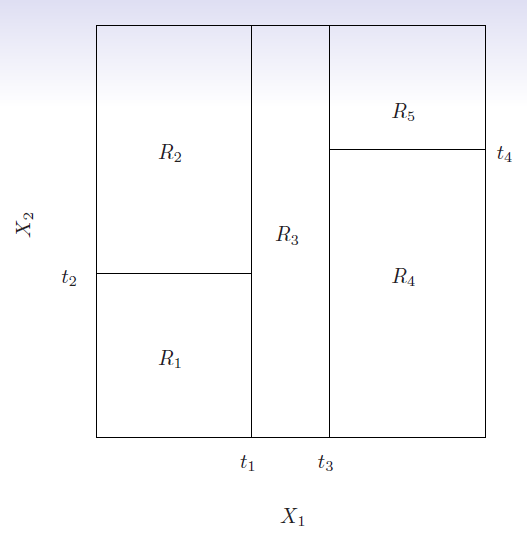 R₅
R₂
t₄
X₂
R₃
t₂
R₄
R₁
t₁ t₃
X₁